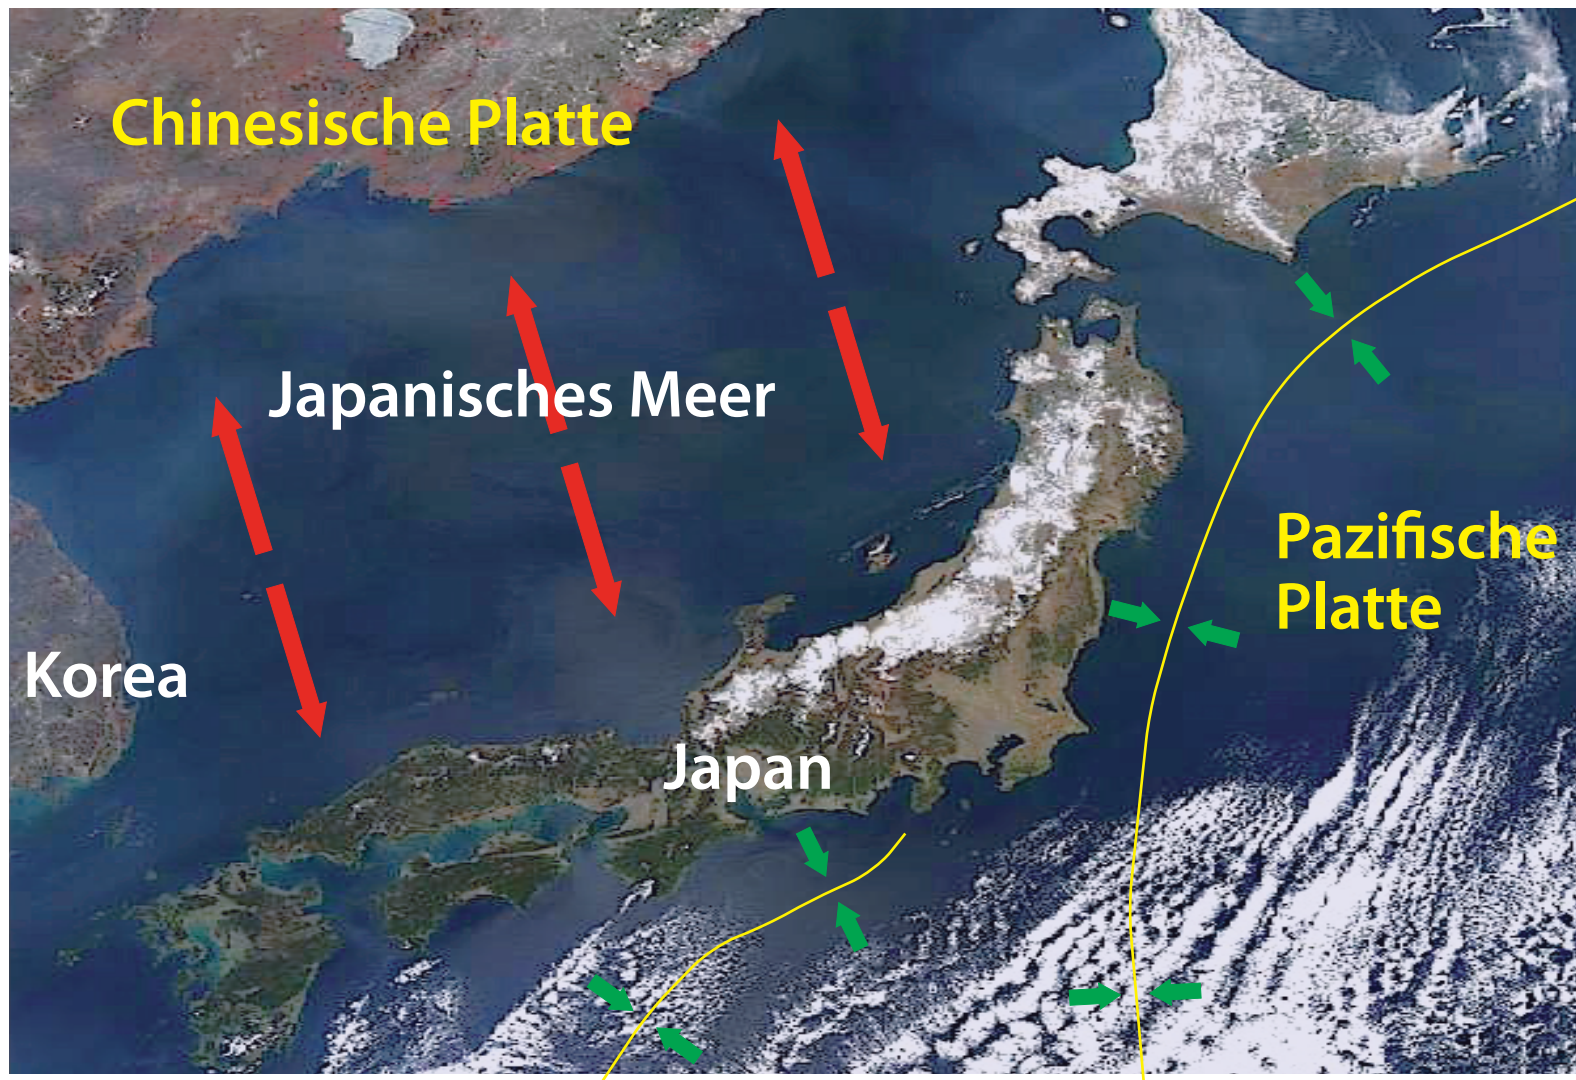 Chinesische Platte
Japanisches Meer
Pazifische
Platte
Korea
Japan